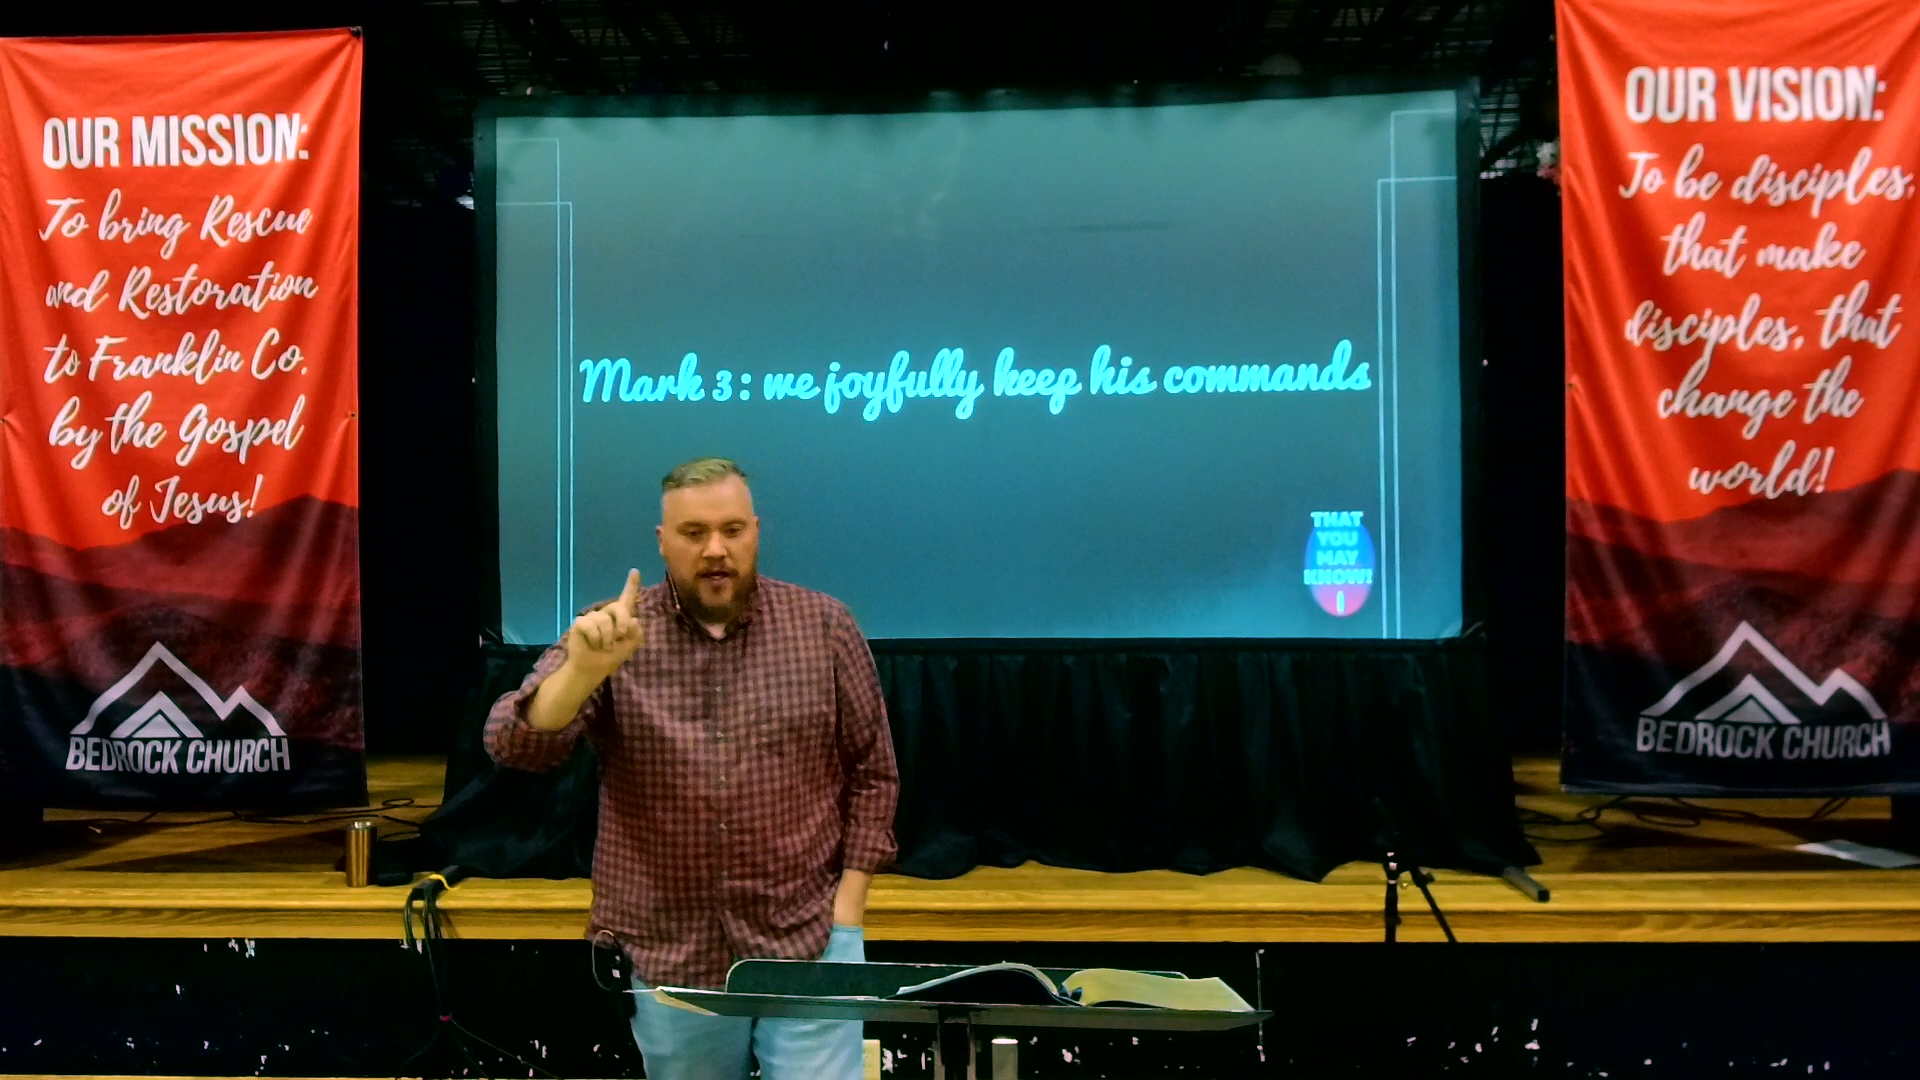 OUR MISSION:
To bring Rescue
and Restoration
to Franklin Co.
by the Gospel
of Jesus!
BEDROCK CHURCH
Mark 3: we joyfully keep his commands
THAT
YOU
MAY
KNOW!
OUR VISION:
To be disciples,
that make
disciples, that
change the
world!
BEDROCK CHURCH